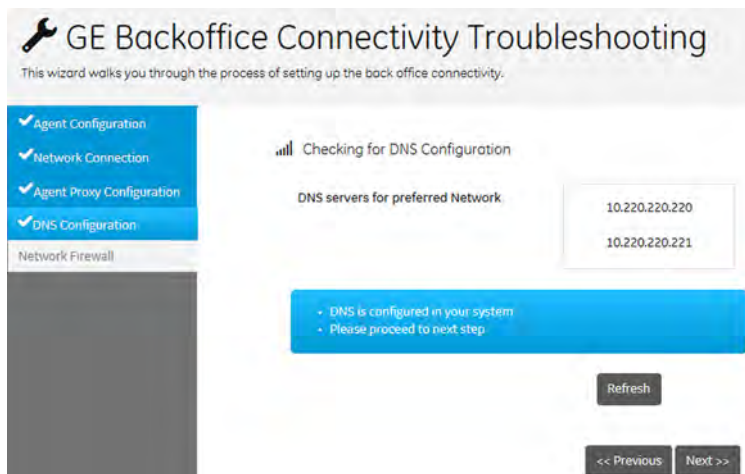 GE Backoffice Connectivity Troubleshooting
This wizard walks you through the process of setting up the back office connectivity.
Agent Configuration
Network Connection
Agent Proxy Configuration
DNS Configuration
Network Firewall
Checking for DNS Configuration
DNS servers for preferred Network
10.220.220.220
10.220.220.221
• DNS is configured in your system
• Please proceed to next step
Refresh
<< Previous
Next >>